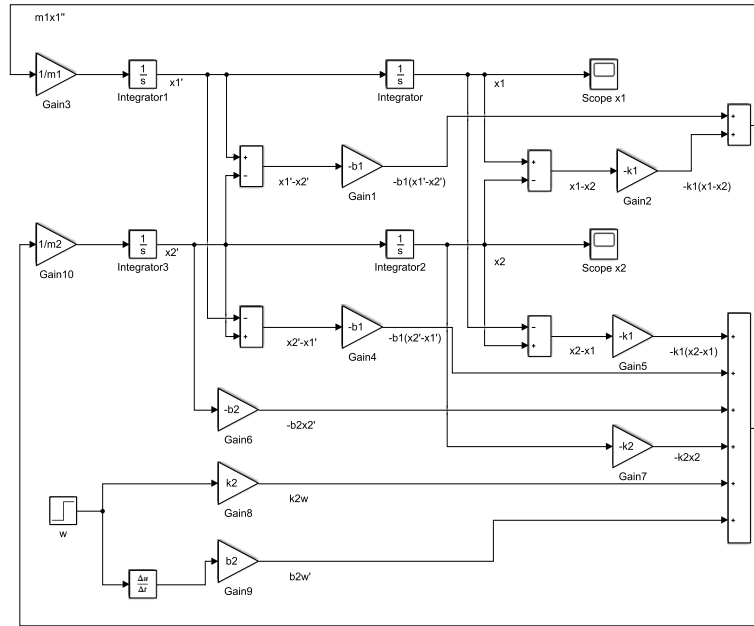 m1x1''
1/m1
Gain3
1
s
Integrator1
x1'
1
s
Integrator
x1
Scope x1
+
−
x1'-x2'
-b1
Gain1
-b1(x1'-x2')
+
−
x1-x2
-k1
Gain2
-k1(x1-x2)
+
+
1/m2
Gain10
1
s
Integrator3
x2'
1
s
Integrator2
x2
Scope x2
−
+
x2'-x1'
-b1
Gain4
-b1(x2'-x1')
−
+
x2-x1
-k1
Gain5
-k1(x2-x1)
+
+
+
+
+
+
-b2
Gain6
-b2x2'
-k2
Gain7
-k2x2
w
k2
Gain8
k2w
Δu
Δt
b2
Gain9
b2w'